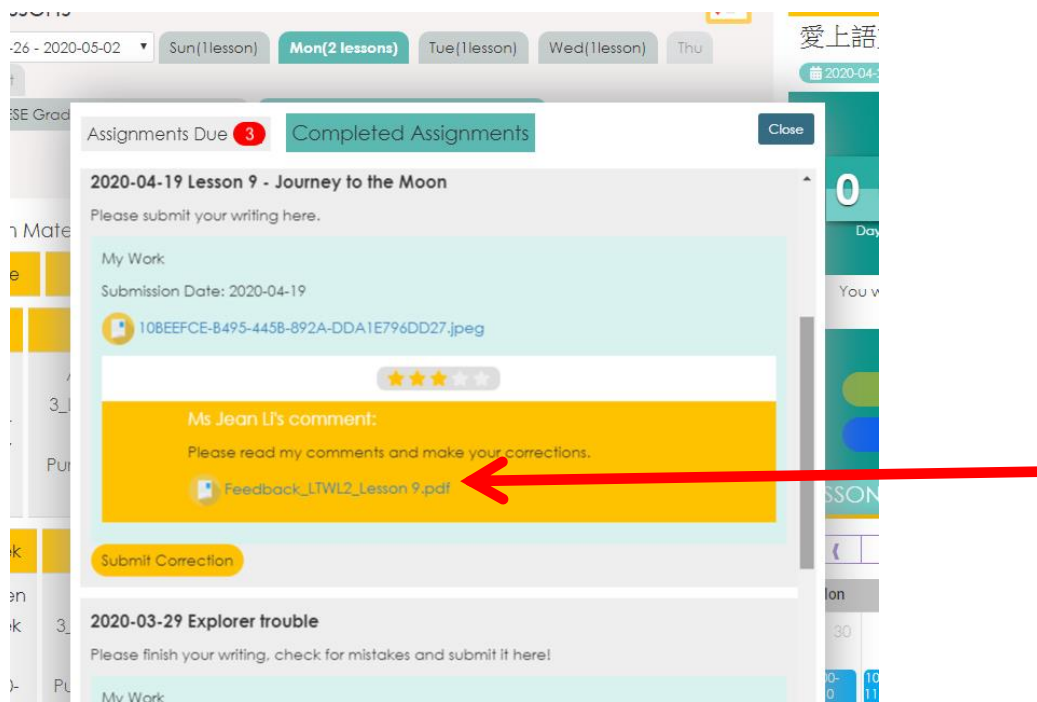 -26 - 2020-05-02
Sun(1lesson)
Mon(2 lessons)
Tue(1lesson)
Wed(1lesson)
Thu
愛上語
Assignments Due 3
Completed Assignments
Close
2020-04-19 Lesson 9 - Journey to the Moon
Please submit your writing here.
My Work
Submission Date: 2020-04-19
10BEEFCE-B495-445B-892A-DDA1E796DD27.jpeg
Ms Jean Li's comment:
Please read my comments and make your corrections.
Feedback_LTWL2_Lesson 9.pdf
Submit Correction
2020-03-29 Explorer trouble
Please finish your writing, check for mistakes and submit it here!
My Work
0
30